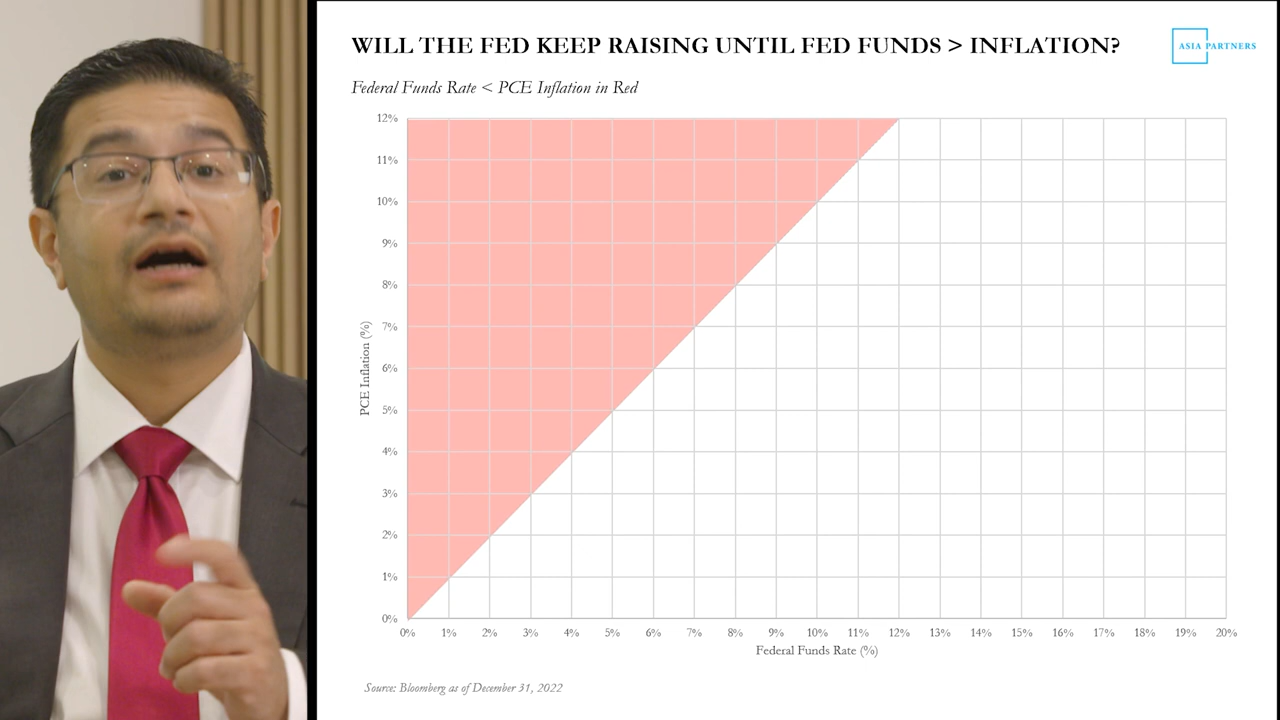 WILL THE FED KEEP RAISING UNTIL FED FUNDS > INFLATION?
ASIA PARTNERS
Federal Funds Rate < PCE Inflation in Red
12%
11%
10%
9%
8%
7%
6%
5%
4%
3%
2%
1%
0%
PCE Inflation (%)
0% 1% 2% 3% 4% 5% 6% 7% 8% 9% 10% 11% 12% 13% 14% 15% 16% 17% 18% 19% 20%
Federal Funds Rate (%)
Source: Bloomberg as of December 31, 2022